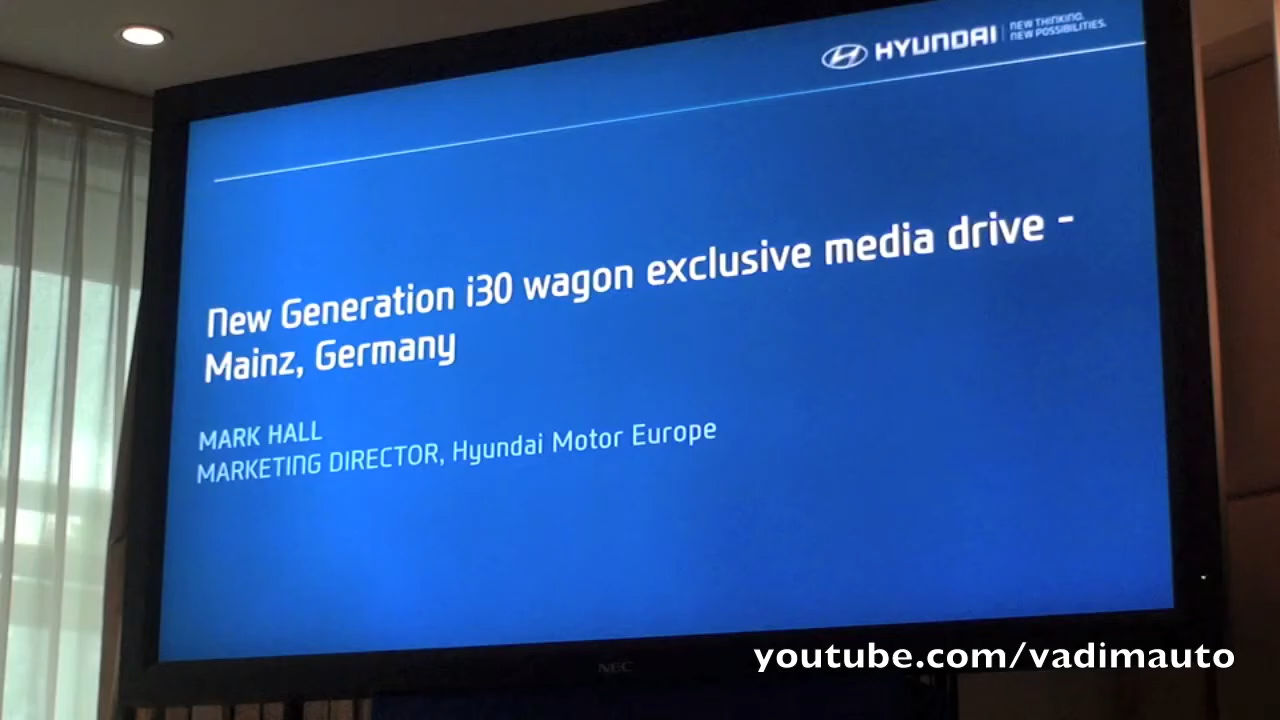 HYUNDAI
NEW THINKING.
NEW POSSIBILITIES.
New Generation i30 wagon exclusive media drive -
Mainz, Germany
MARK HALL
MARKETING DIRECTOR, Hyundai Motor Europe
NEC
youtube.com/vadimauto